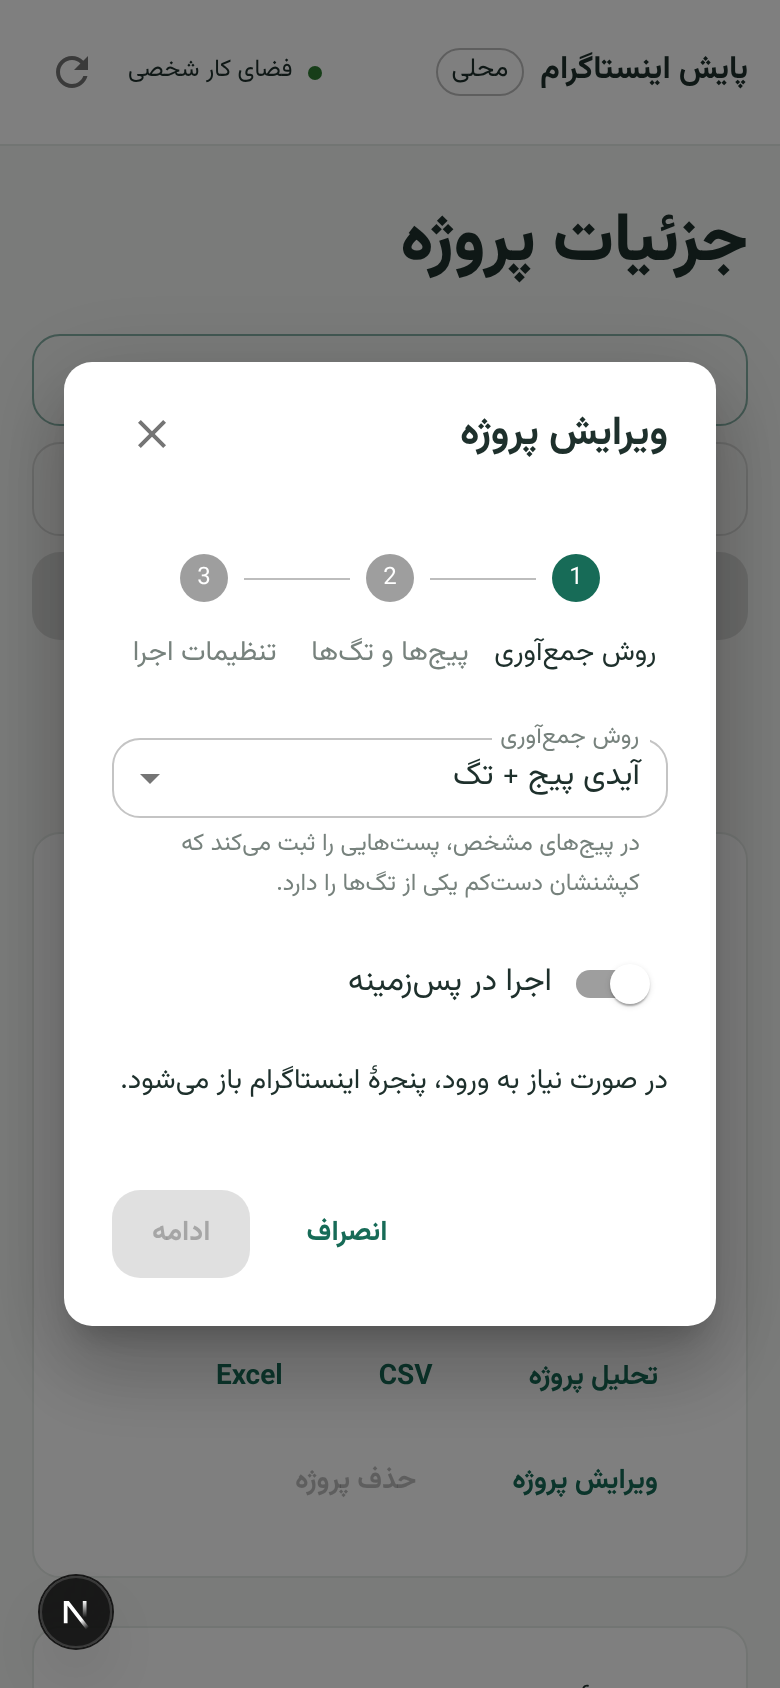 پایش اینستاگرام
محلی
فضای کار شخصی
جزئیات پروژه
ویرایش پروژه
1
2
3
روش جمع‌آوری
پیج‌ها و تگ‌ها
تنظیمات اجرا
روش جمع‌آوری
آیدی پیج + تگ
در پیج‌های مشخص، پست‌هایی را ثبت می‌کند که
کپشنشان دست‌کم یکی از تگ‌ها را دارد.
اجرا در پس‌زمینه
در صورت نیاز به ورود، پنجرهٔ اینستاگرام باز می‌شود.
انصراف
ادامه
تحلیل پروژه
CSV
Excel
ویرایش پروژه
حذف پروژه
N